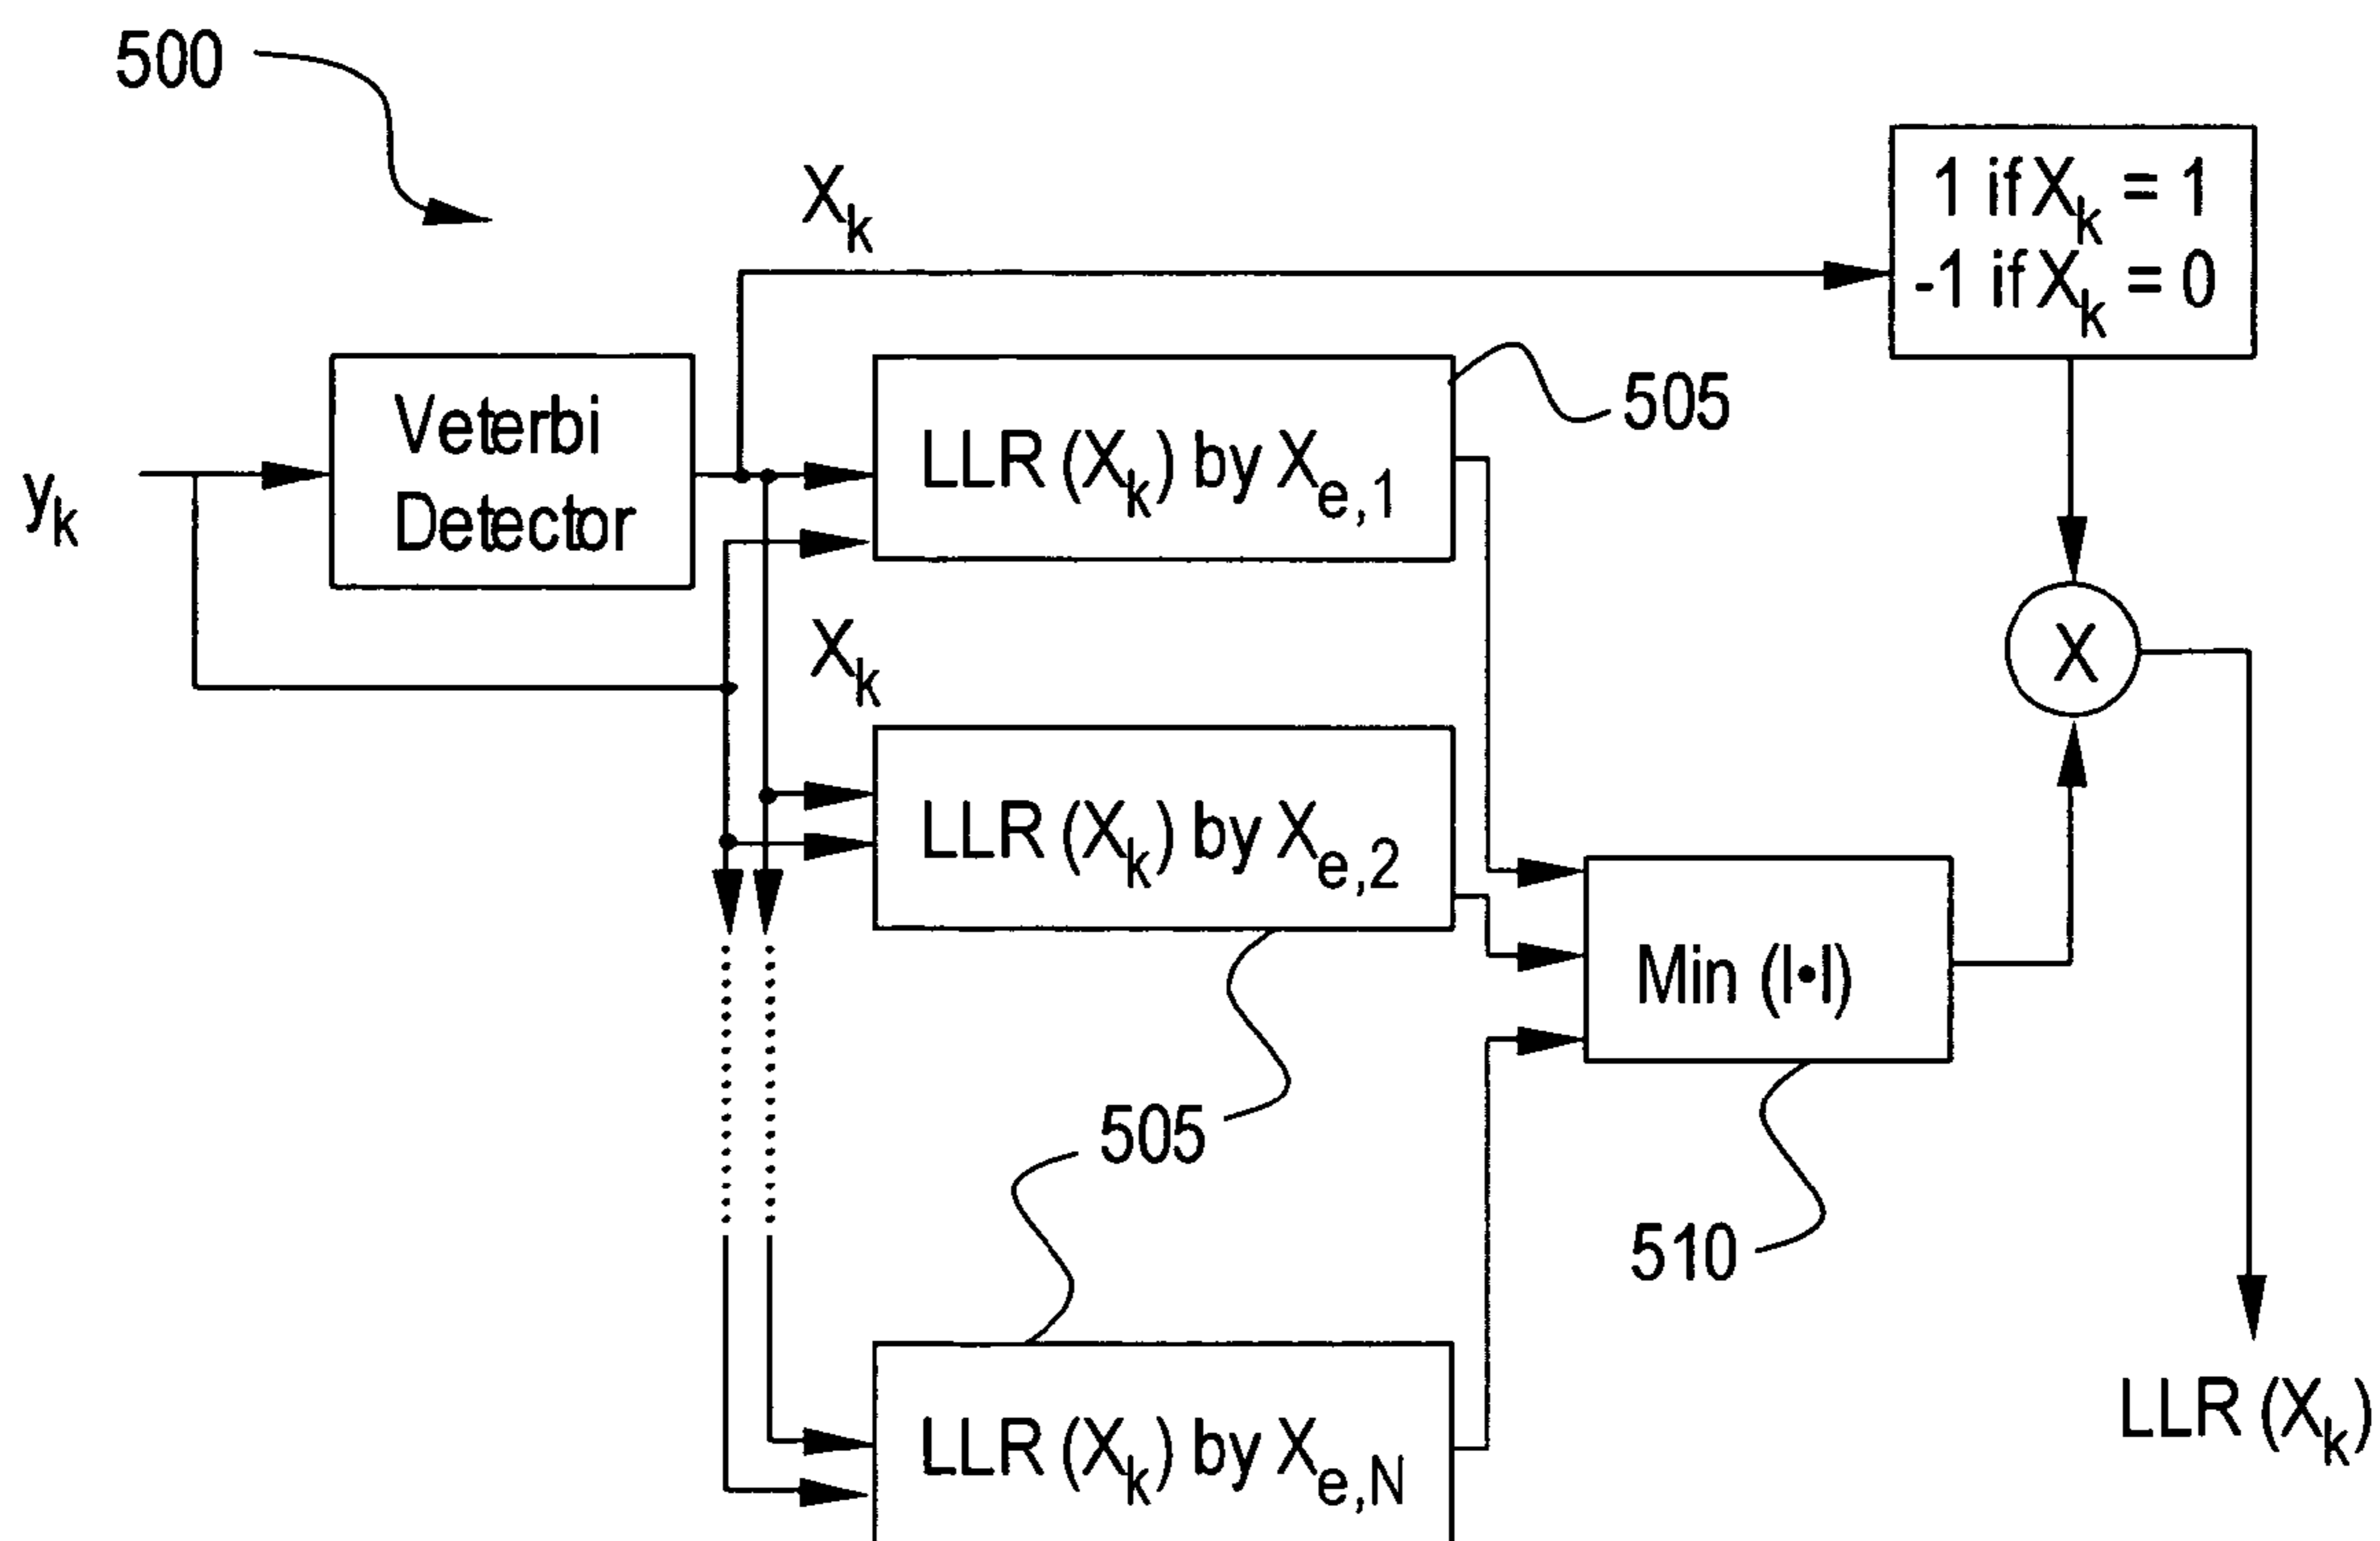 500
X_k
1 if X_k = 1
-1 if X_k = 0
y_k
Veterbi
Detector
LLR (X_k) by X_e,1
505
X_k
X
LLR (X_k) by X_e,2
Min (|•|)
505
510
LLR (X_k) by X_e,N
LLR (X_k)